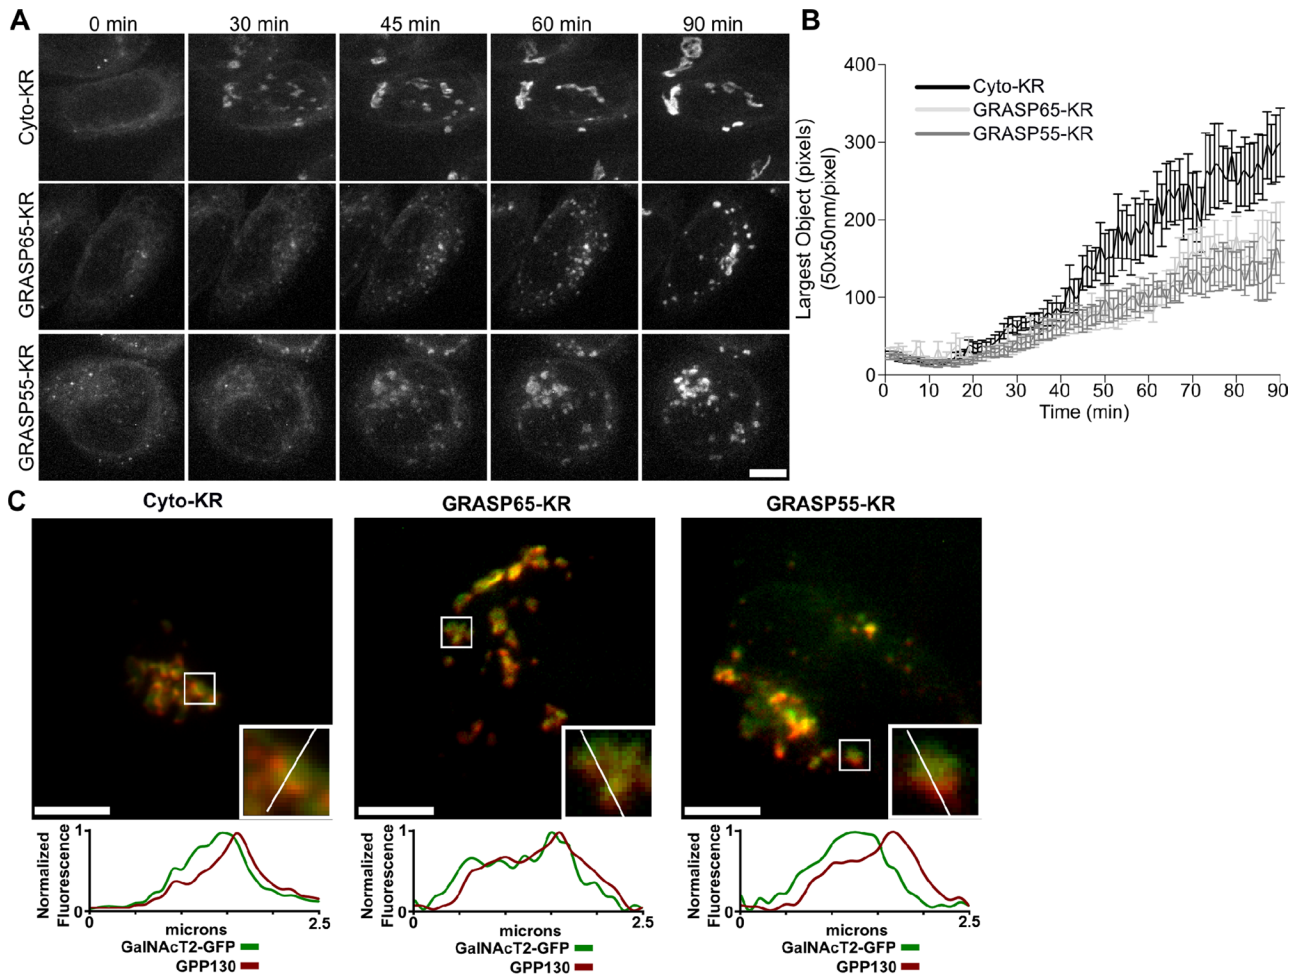 A
0 min
30 min
45 min
60 min
90 min
Cyto-KR
GRASP65-KR
GRASP55-KR
B
400
300
200
100
0
Largest Object (pixels)
(50x50nm/pixel)
Cyto-KR
GRASP65-KR
GRASP55-KR
0 10 20 30 40 50 60 70 80 90
Time (min)
C
Cyto-KR
GRASP65-KR
GRASP55-KR
Normalized
Fluorescence
1
0
0
microns
2.5
GalNAcT2-GFP
GPP130
Normalized
Fluorescence
1
0
0
microns
2.5
GalNAcT2-GFP
GPP130
Normalized
Fluorescence
1
0
0
microns
2.5
GalNAcT2-GFP
GPP130